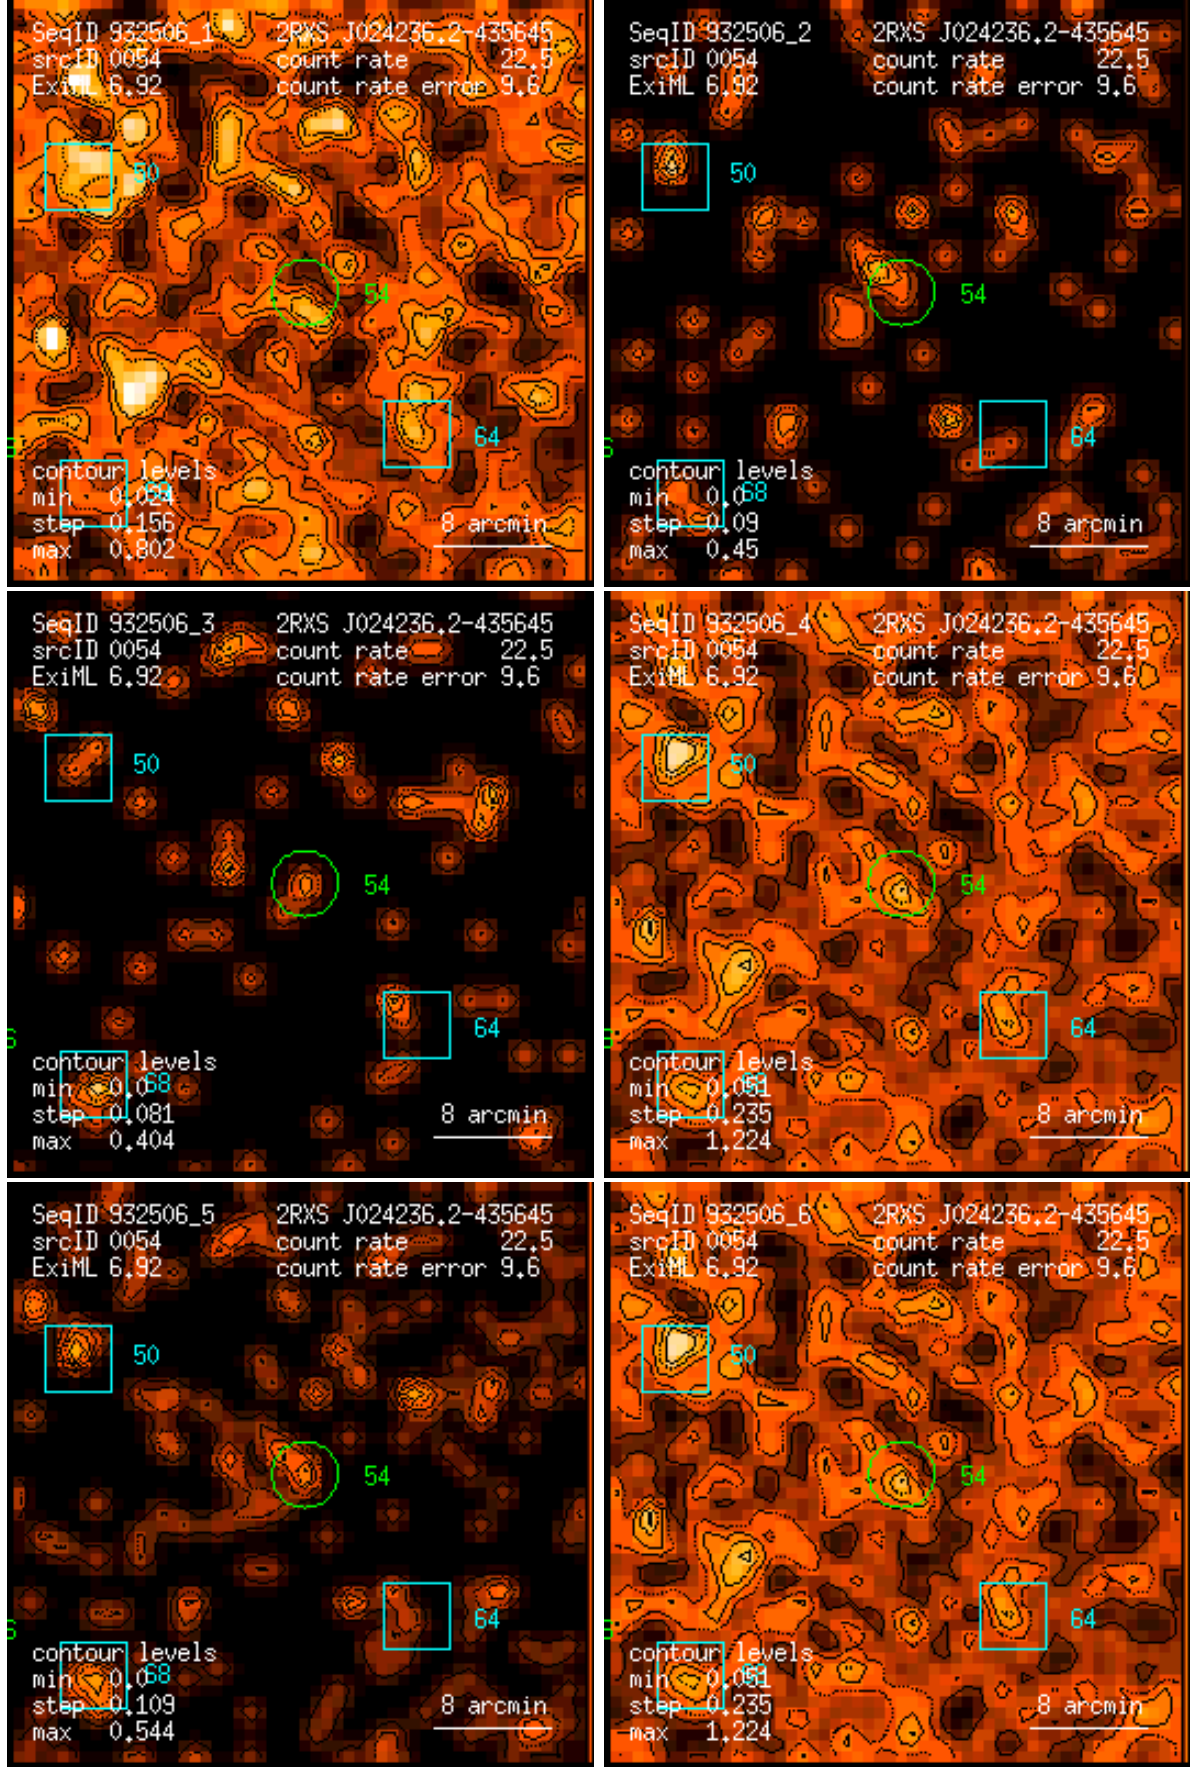 SeqID 932506_1 2RXS J024236.2-435645
srcID 0054 count rate 22.5
ExiML 6.92 count rate error 9.6
50
54
64
contour levels
min 0.024
step 0.156 8 arcmin
max 0.802
SeqID 932506_2 2RXS J024236.2-435645
srcID 0054 count rate 22.5
ExiML 6.92 count rate error 9.6
50
54
64
contour levels
min 0.0 68
step 0.09 8 arcmin
max 0.45
SeqID 932506_3 2RXS J024236.2-435645
srcID 0054 count rate 22.5
ExiML 6.92 count rate error 9.6
50
54
64
contour levels
min 0.0 68
step 0.081 8 arcmin
max 0.404
SeqID 932506_4 2RXS J024236.2-435645
srcID 0054 count rate 22.5
ExiML 6.92 count rate error 9.6
50
54
64
contour levels
min 0.051
step 0.235 8 arcmin
max 1.224
SeqID 932506_5 2RXS J024236.2-435645
srcID 0054 count rate 22.5
ExiML 6.92 count rate error 9.6
50
54
64
contour levels
min 0.0 68
step 0.109 8 arcmin
max 0.544
SeqID 932506_6 2RXS J024236.2-435645
srcID 0054 count rate 22.5
ExiML 6.92 count rate error 9.6
50
54
64
contour levels
min 0.051
step 0.235 8 arcmin
max 1.224